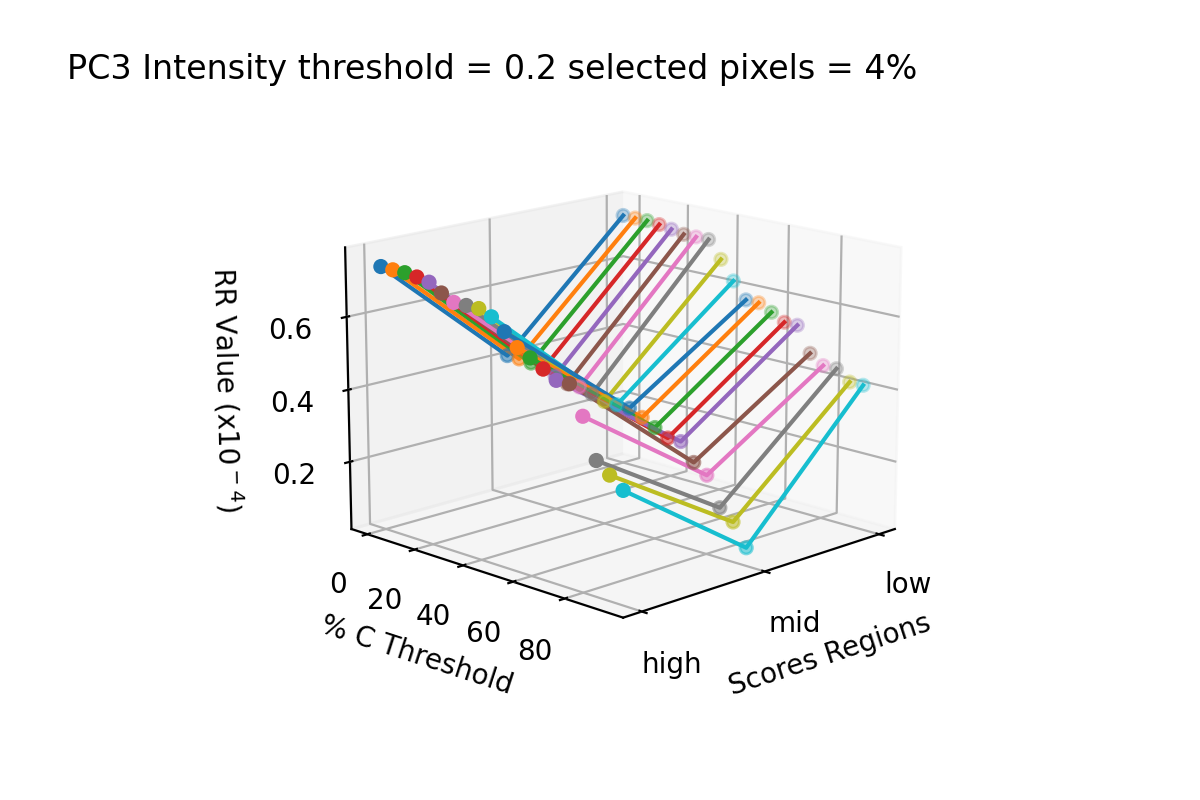 PC3 Intensity threshold = 0.2 selected pixels = 4%
RR Value (x10⁻⁴)
0.6
0.4
0.2
0
20
40
60
80
% C Threshold
high
mid
low
Scores Regions